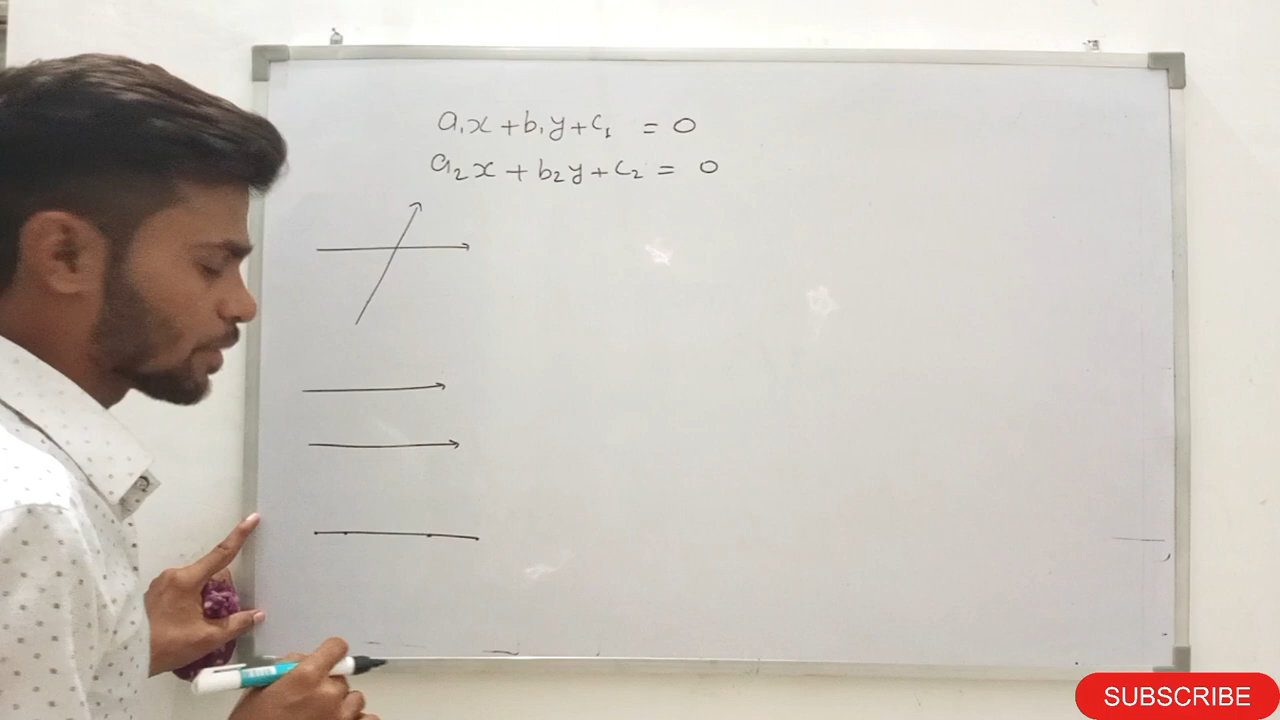 a₁x + b₁y + c₁ = 0
a₂x + b₂y + c₂ = 0
SUBSCRIBE